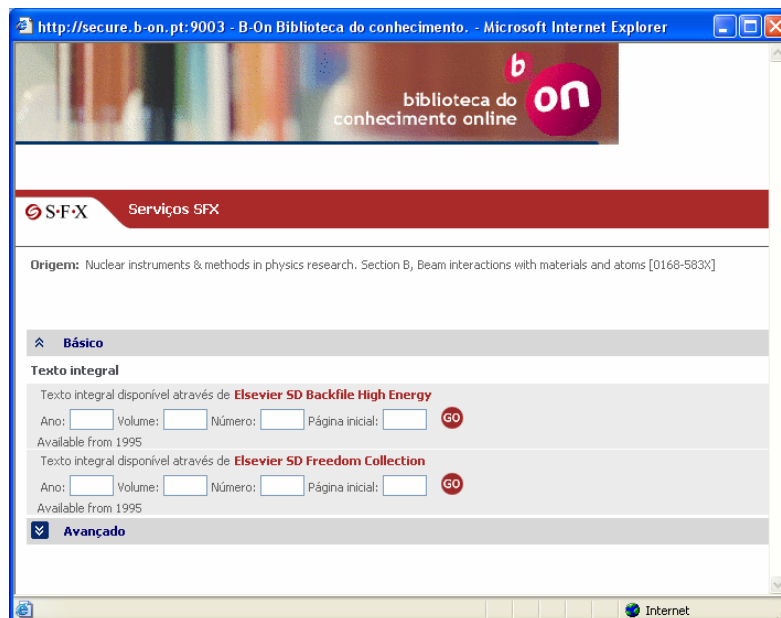 http://secure.b-on.pt:9003 - B-On Biblioteca do conhecimento. - Microsoft Internet Explorer
b
on
biblioteca do
conhecimento online
S·F·X
Serviços SFX
Origem: Nuclear instruments & methods in physics research. Section B, Beam interactions with materials and atoms [0168-583X]
Básico
Texto integral
Texto integral disponível através de Elsevier SD Backfile High Energy
Ano: Volume: Número: Página inicial: GO
Available from 1995
Texto integral disponível através de Elsevier SD Freedom Collection
Ano: Volume: Número: Página inicial: GO
Available from 1995
Avançado
Internet